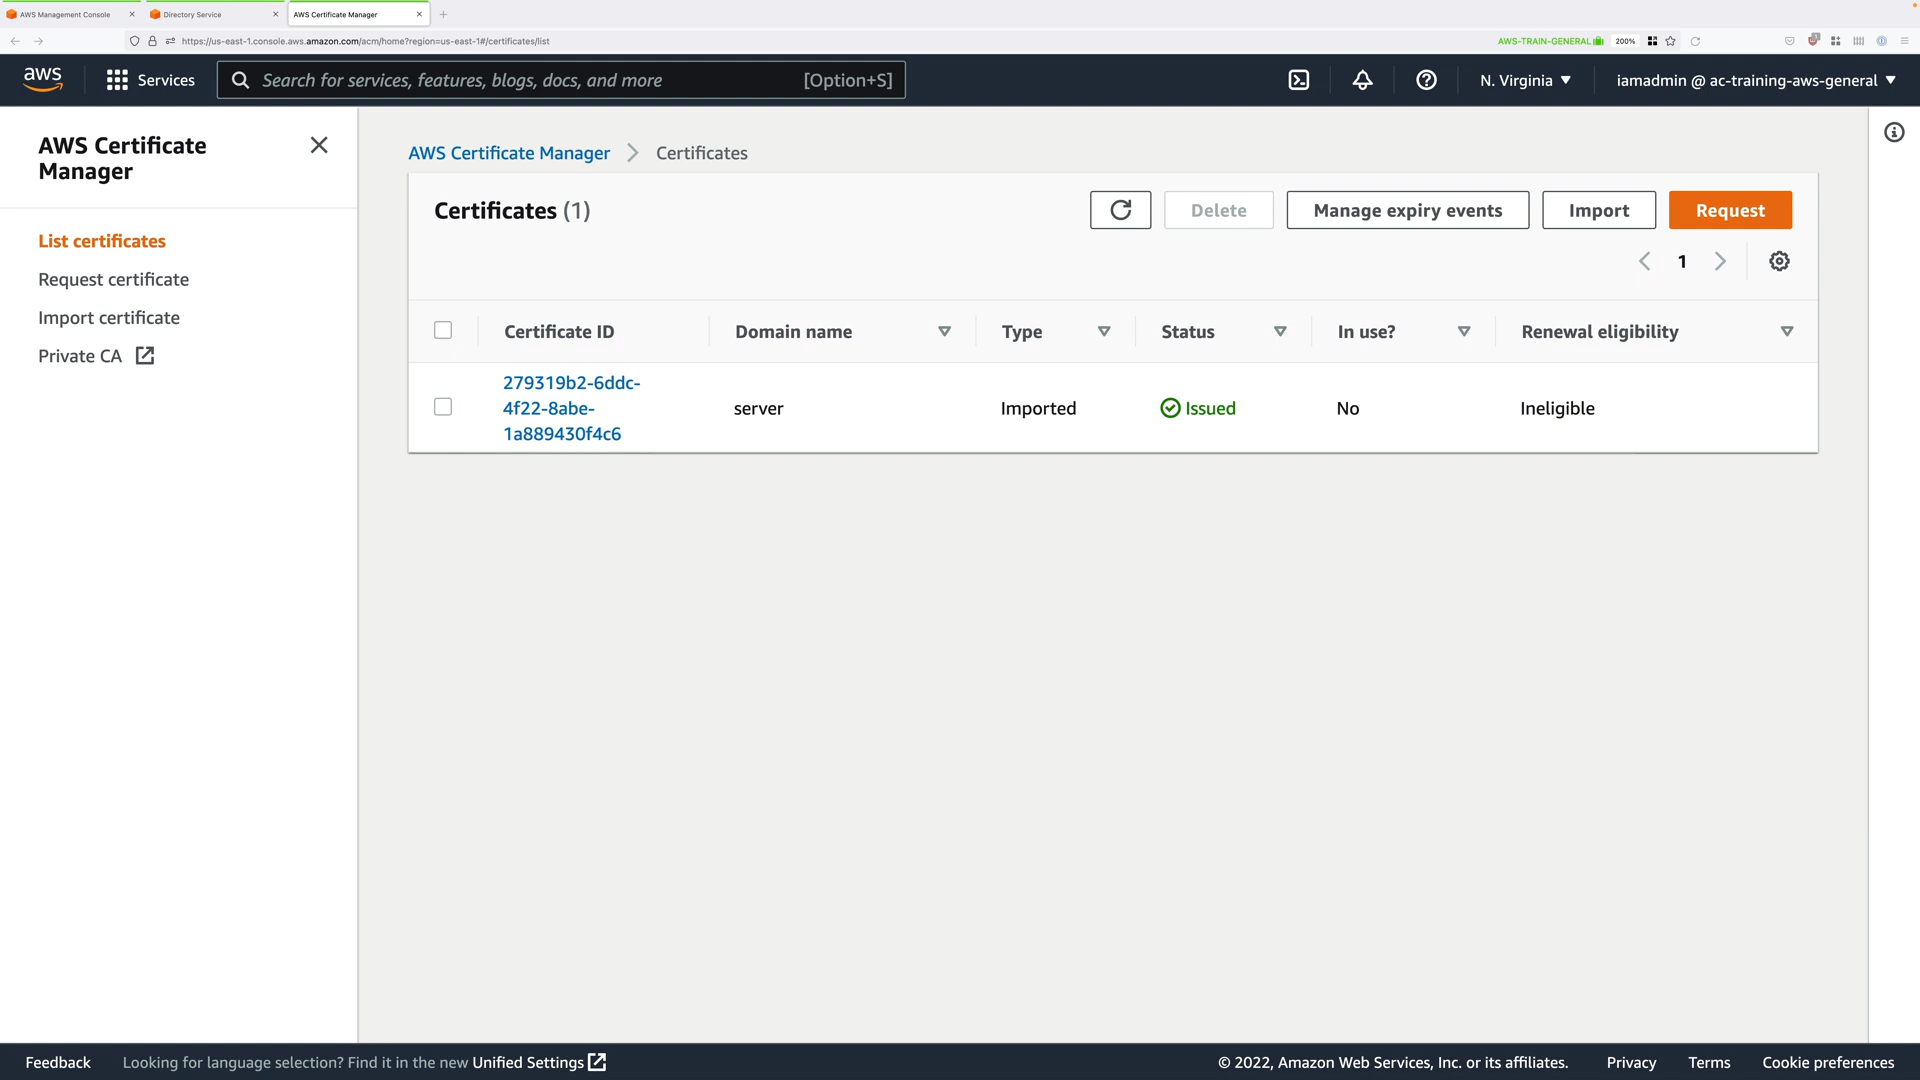 AWS Management Console
Directory Service
AWS Certificate Manager
https://us-east-1.console.aws.amazon.com/acm/home?region=us-east-1#/certificates/list
AWS-TRAIN-GENERAL
200%
aws
Services
Search for services, features, blogs, docs, and more
[Option+S]
N. Virginia
iamadmin @ ac-training-aws-general
AWS Certificate
Manager
List certificates
Request certificate
Import certificate
Private CA
AWS Certificate Manager
Certificates
Certificates (1)
Delete
Manage expiry events
Import
Request
1
Certificate ID
Domain name
Type
Status
In use?
Renewal eligibility
279319b2-6ddc-
4f22-8abe-
1a889430f4c6
server
Imported
Issued
No
Ineligible
Feedback
Looking for language selection? Find it in the new Unified Settings
© 2022, Amazon Web Services, Inc. or its affiliates.
Privacy
Terms
Cookie preferences